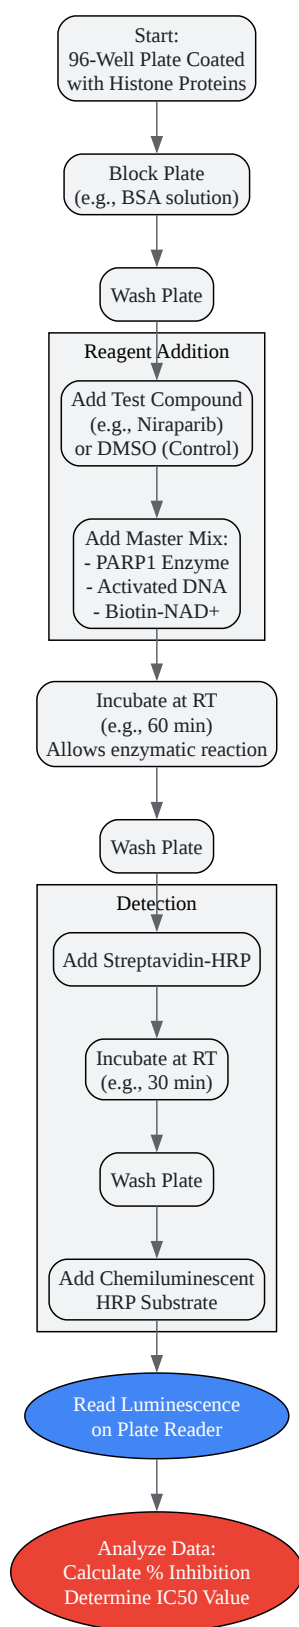 Start:
96-Well Plate Coated
with Histone Proteins
Block Plate
(e.g., BSA solution)
Wash Plate
Reagent Addition
Add Test Compound
(e.g., Niraparib)
or DMSO (Control)
Add Master Mix:
- PARP1 Enzyme
- Activated DNA
- Biotin-NAD+
Incubate at RT
(e.g., 60 min)
Allows enzymatic reaction
Wash Plate
Detection
Add Streptavidin-HRP
Incubate at RT
(e.g., 30 min)
Wash Plate
Add Chemiluminescent
HRP Substrate
Read Luminescence
on Plate Reader
Analyze Data:
Calculate % Inhibition
Determine IC50 Value